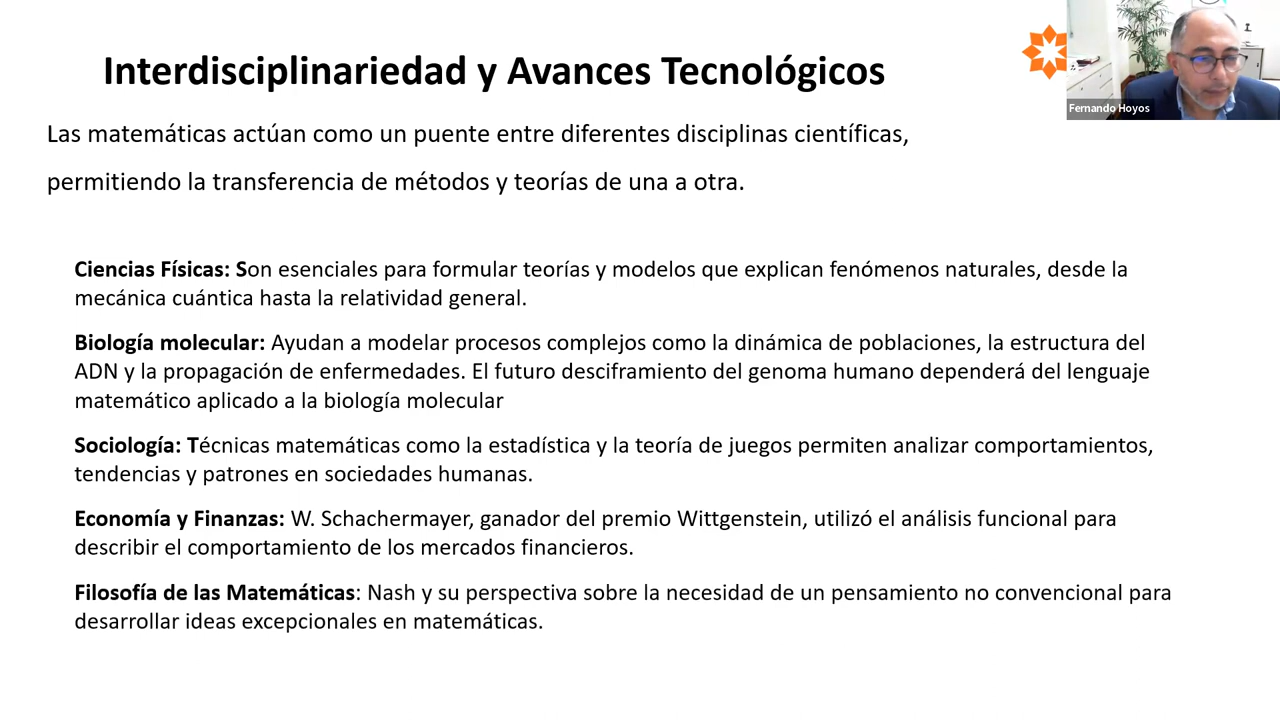 Interdisciplinariedad y Avances Tecnológicos
Fernando Hoyos
Las matemáticas actúan como un puente entre diferentes disciplinas científicas,
permitiendo la transferencia de métodos y teorías de una a otra.
Ciencias Físicas: Son esenciales para formular teorías y modelos que explican fenómenos naturales, desde la
mecánica cuántica hasta la relatividad general.
Biología molecular: Ayudan a modelar procesos complejos como la dinámica de poblaciones, la estructura del
ADN y la propagación de enfermedades. El futuro desciframiento del genoma humano dependerá del lenguaje
matemático aplicado a la biología molecular
Sociología: Técnicas matemáticas como la estadística y la teoría de juegos permiten analizar comportamientos,
tendencias y patrones en sociedades humanas.
Economía y Finanzas: W. Schachermayer, ganador del premio Wittgenstein, utilizó el análisis funcional para
describir el comportamiento de los mercados financieros.
Filosofía de las Matemáticas: Nash y su perspectiva sobre la necesidad de un pensamiento no convencional para
desarrollar ideas excepcionales en matemáticas.